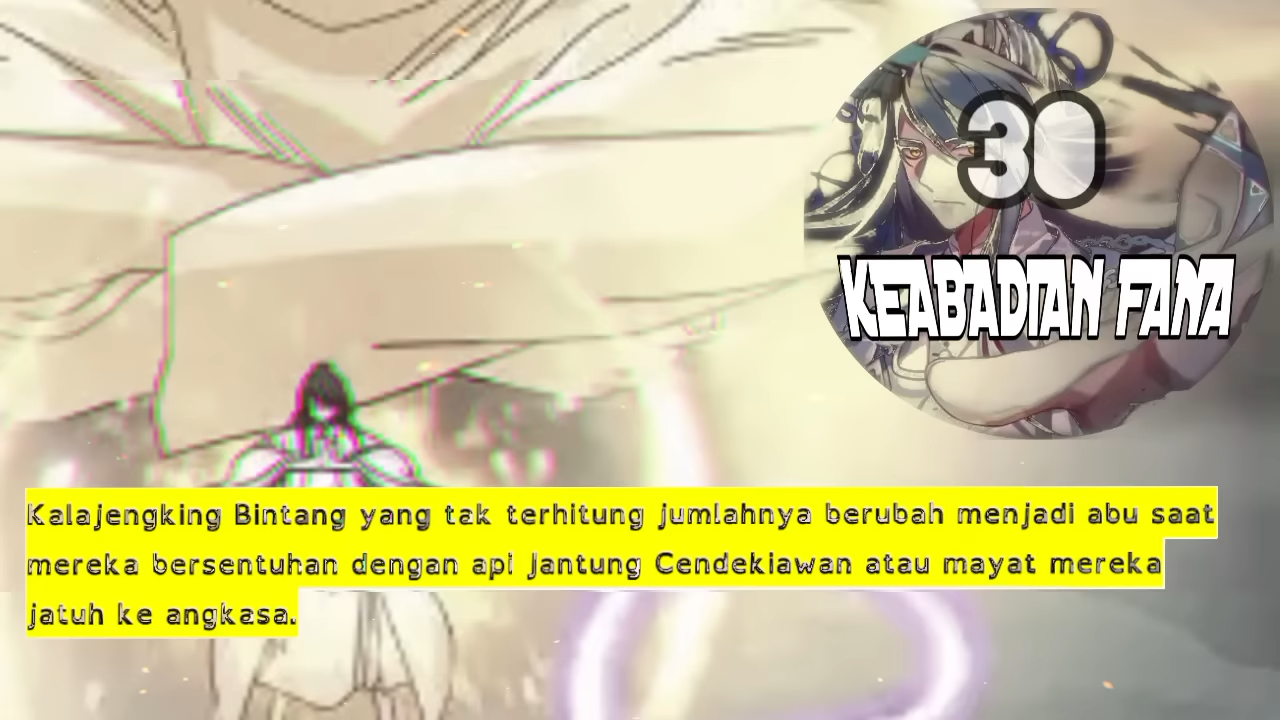 30
KEABADIAN FANA
Kalajengking Bintang yang tak terhitung jumlahnya berubah menjadi abu saat
mereka bersentuhan dengan api Jantung Cendekiawan atau mayat mereka
jatuh ke angkasa.